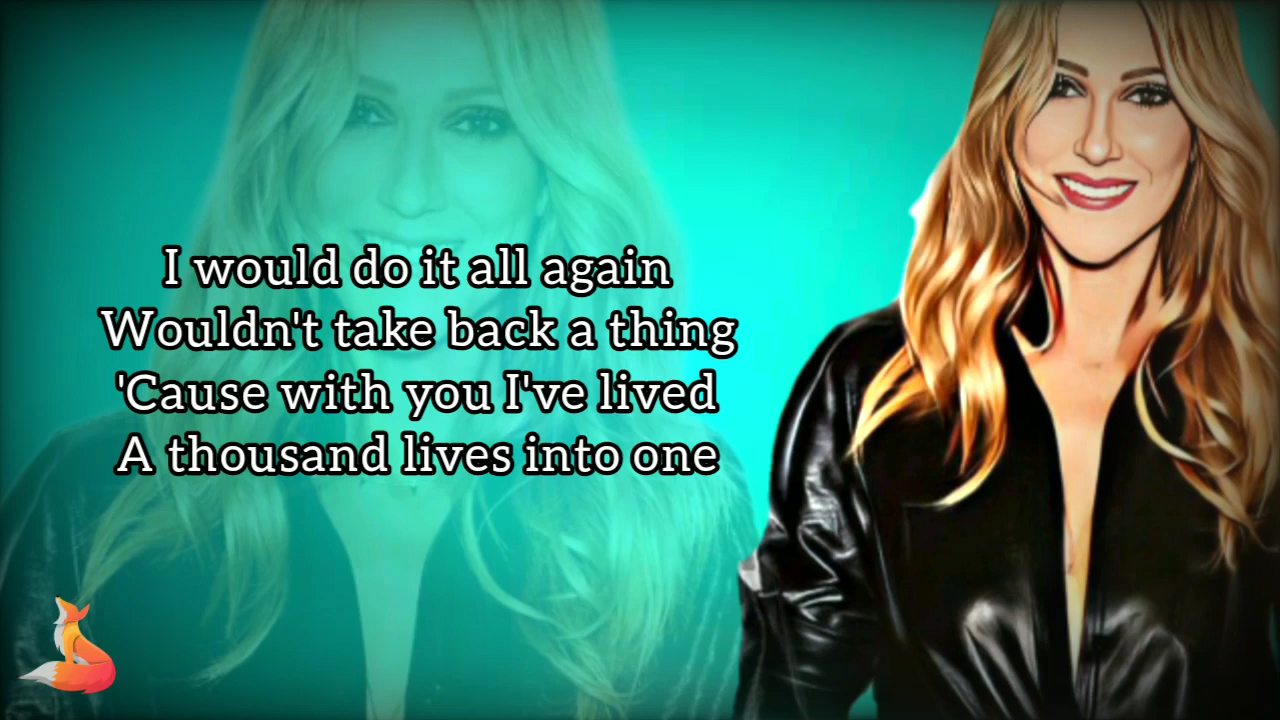 I would do it all again
Wouldn't take back a thing
'Cause with you I've lived
A thousand lives into one